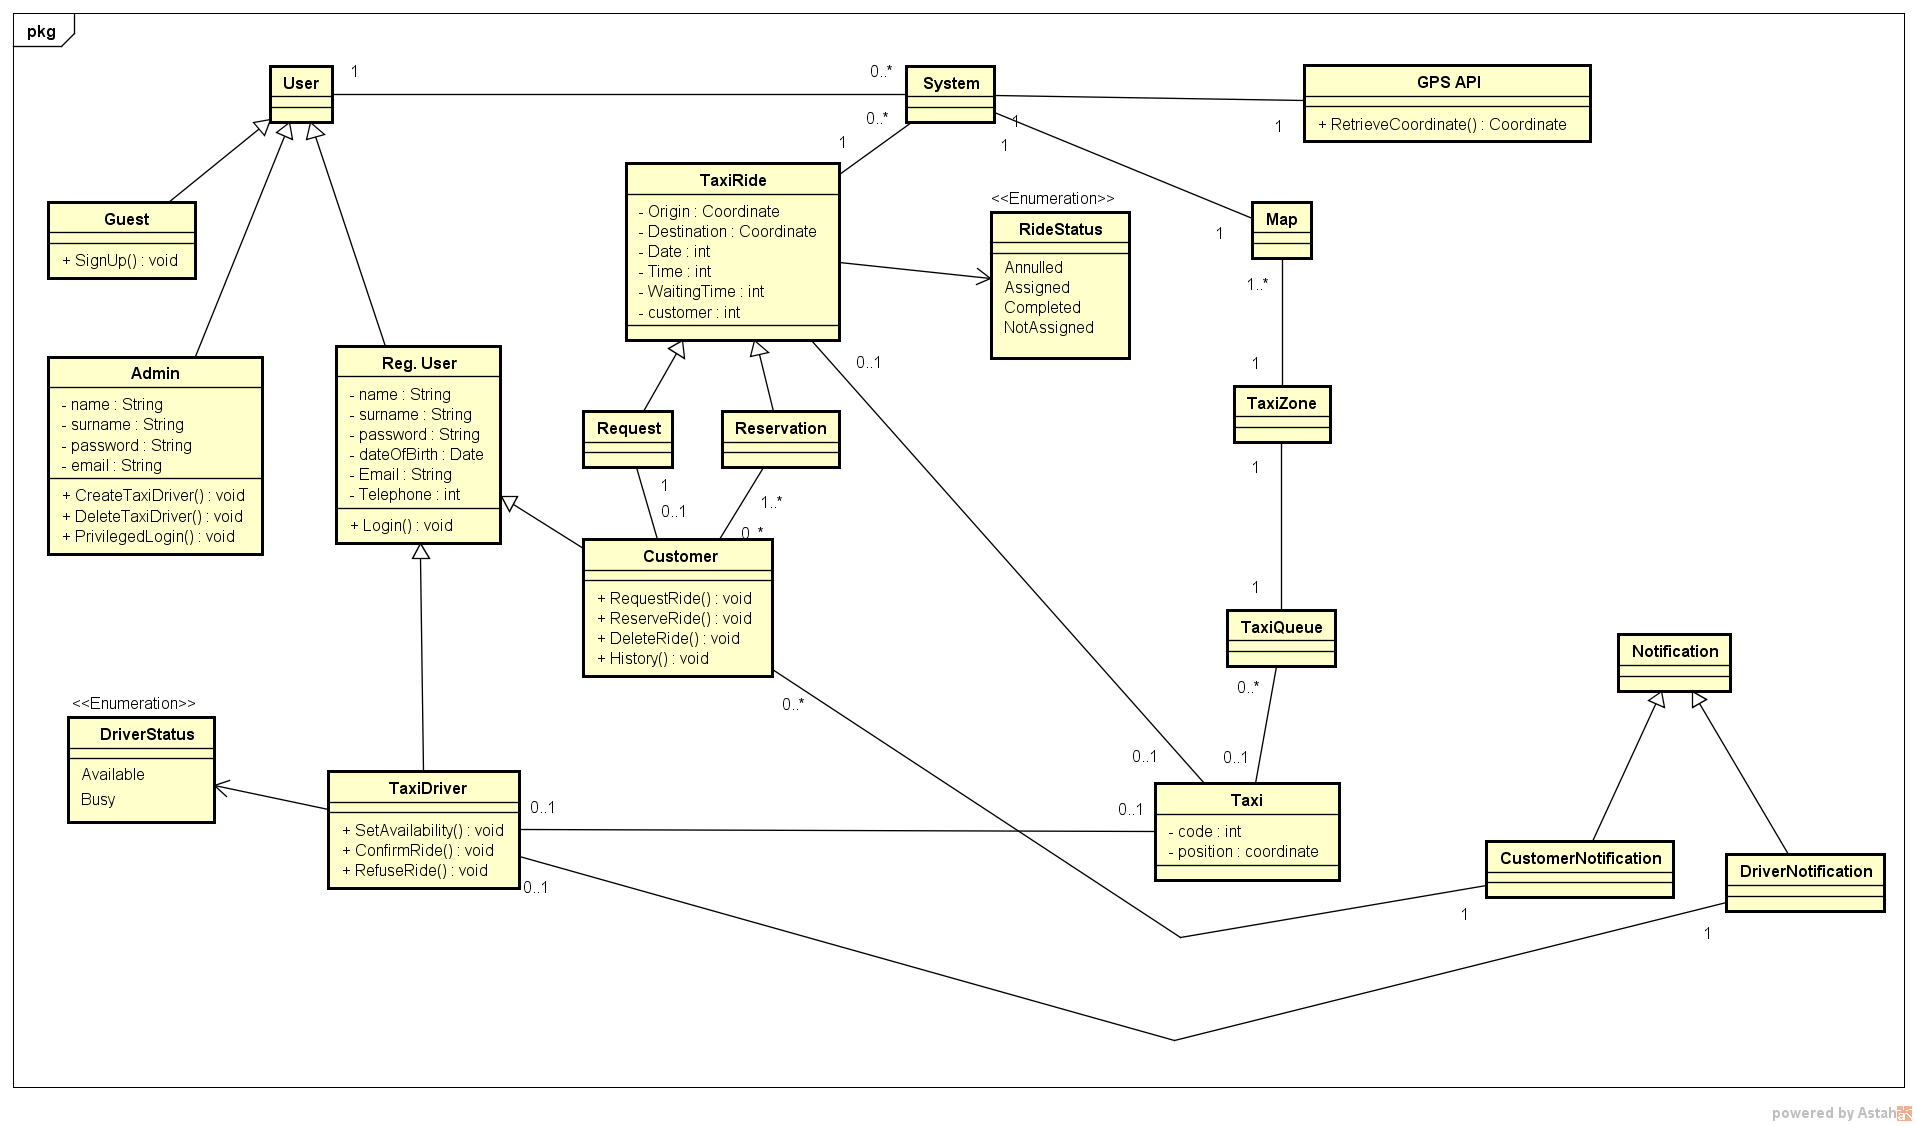 pkg
User
1
0..*
System
GPS API
+ RetrieveCoordinate() : Coordinate
0..*
1
1
1
1
Guest
+ SignUp() : void
TaxiRide
- Origin : Coordinate
- Destination : Coordinate
- Date : int
- Time : int
- WaitingTime : int
- customer : int
<<Enumeration>>
RideStatus
Annulled
Assigned
Completed
NotAssigned
Map
1
1..*
1
TaxiZone
1
1
Admin
- name : String
- surname : String
- password : String
- email : String
+ CreateTaxiDriver() : void
+ DeleteTaxiDriver() : void
+ PrivilegedLogin() : void
Reg. User
- name : String
- surname : String
- password : String
- dateOfBirth : Date
- Email : String
- Telephone : int
+ Login() : void
0..1
Request
Reservation
1
0..1
1..*
0..*
Customer
+ RequestRide() : void
+ ReserveRide() : void
+ DeleteRide() : void
+ History() : void
0..*
TaxiQueue
0..*
0..1
0..1
Notification
<<Enumeration>>
DriverStatus
Available
Busy
TaxiDriver
+ SetAvailability() : void
+ ConfirmRide() : void
+ RefuseRide() : void
0..1
0..1
0..1
Taxi
- code : int
- position : coordinate
CustomerNotification
1
DriverNotification
1
powered by Astah